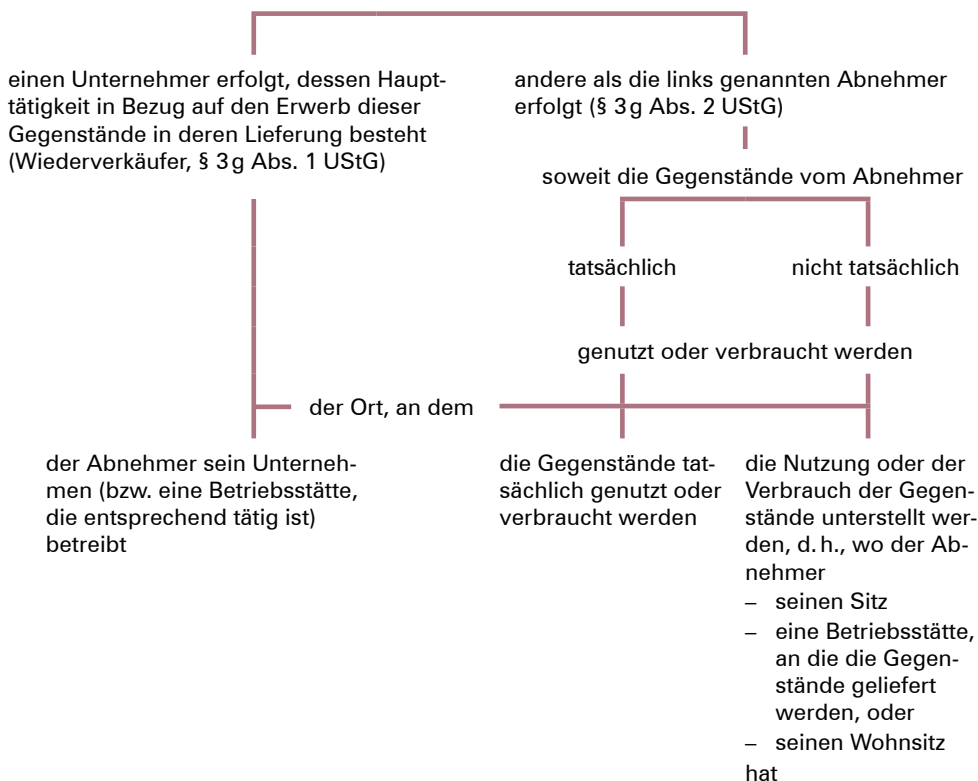 einen Unternehmer erfolgt, dessen Haupt-
tätigkeit in Bezug auf den Erwerb dieser
Gegenstände in deren Lieferung besteht
(Wiederverkäufer, § 3g Abs. 1 UStG)
andere als die links genannten Abnehmer
erfolgt (§ 3g Abs. 2 UStG)
soweit die Gegenstände vom Abnehmer
tatsächlich
nicht tatsächlich
genutzt oder verbraucht werden
der Ort, an dem
der Abnehmer sein Unterneh-
men (bzw. eine Betriebsstätte,
die entsprechend tätig ist)
betreibt
die Gegenstände tat-
sächlich genutzt oder
verbraucht werden
die Nutzung oder der
Verbrauch der Gegen-
stände unterstellt wer-
den, d. h., wo der Ab-
nehmer
– seinen Sitz
– eine Betriebsstätte,
an die die Gegen-
stände geliefert
werden, oder
– seinen Wohnsitz
hat